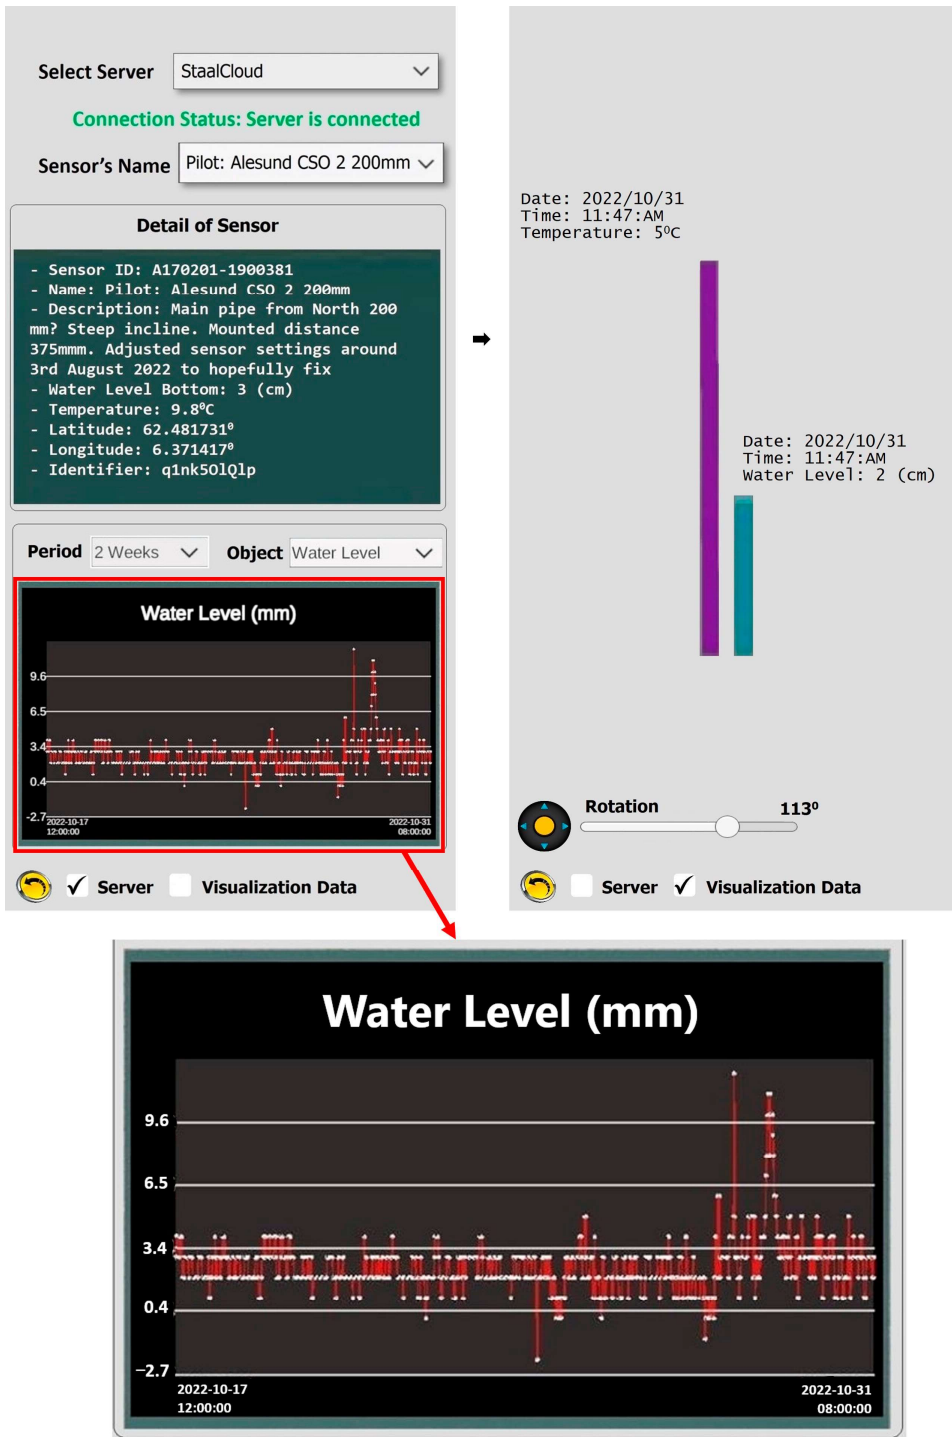 Select Server StaalCloud
Connection Status: Server is connected
Sensor's Name Pilot: Alesund CSO 2 200mm
Detail of Sensor
- Sensor ID: A170201-1900381
- Name: Pilot: Alesund CSO 2 200mm
- Description: Main pipe from North 200
mm? Steep incline. Mounted distance
375mmm. Adjusted sensor settings around
3rd August 2022 to hopefully fix
- Water Level Bottom: 3 (cm)
- Temperature: 9.8⁰C
- Latitude: 62.481731⁰
- Longitude: 6.371417⁰
- Identifier: q1nk5OlQlp
Period 2 Weeks Object Water Level
Water Level (mm)
9.6
6.5
3.4
0.4
-2.7
2022-10-17 2022-10-31
12:00:00 08:00:00
Server Visualization Data
Date: 2022/10/31
Time: 11:47:AM
Temperature: 5⁰C
Date: 2022/10/31
Time: 11:47:AM
Water Level: 2 (cm)
Rotation 113⁰
Server Visualization Data
Water Level (mm)
9.6
6.5
3.4
0.4
−2.7
2022-10-17 2022-10-31
12:00:00 08:00:00